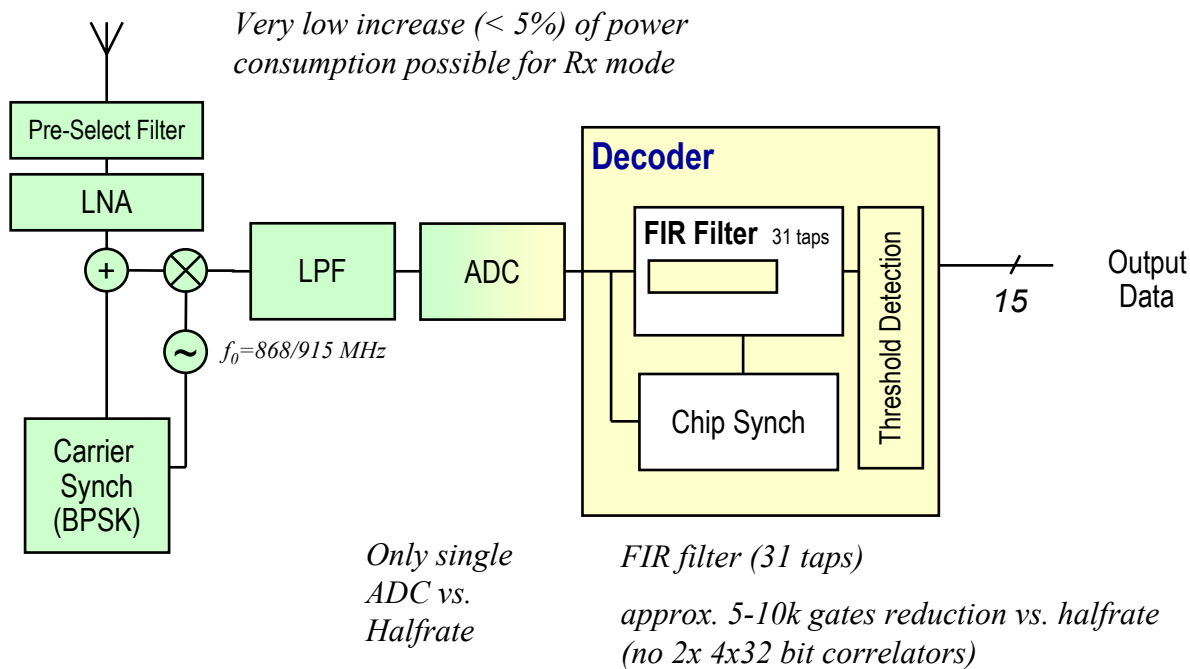 Very low increase (< 5%) of power
consumption possible for Rx mode
Pre-Select Filter
LNA
+
LPF
ADC
~
f0=868/915 MHz
Carrier
Synch
(BPSK)
Decoder
FIR Filter 31 taps
Chip Synch
Threshold Detection
15
Output
Data
Only single
ADC vs.
Halfrate
FIR filter (31 taps)
approx. 5-10k gates reduction vs. halfrate
(no 2x 4x32 bit correlators)